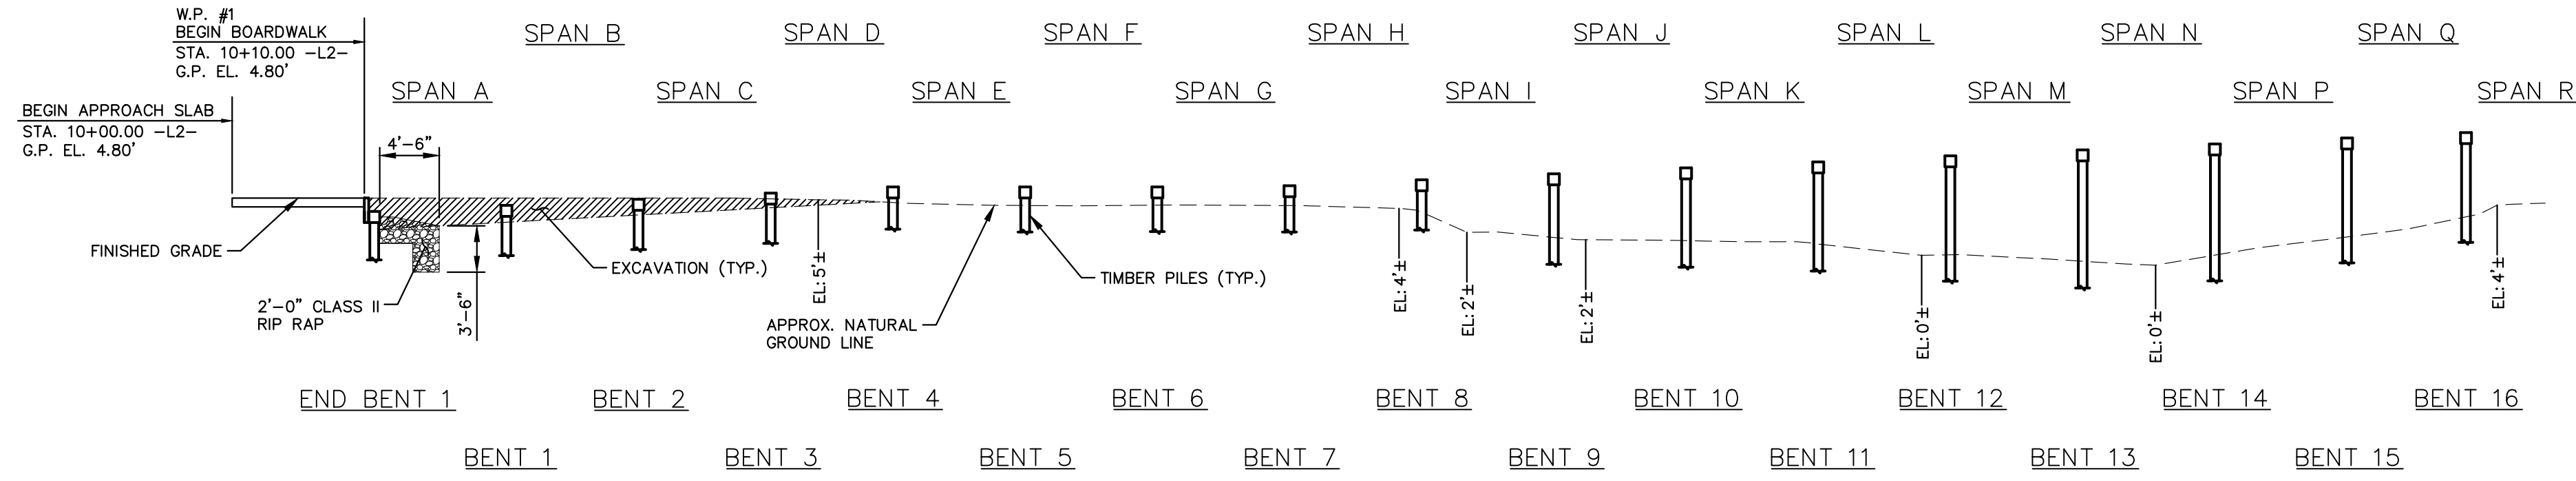 W.P. #1
BEGIN BOARDWALK
STA. 10+10.00 -L2-
G.P. EL. 4.80'
BEGIN APPROACH SLAB
STA. 10+00.00 -L2-
G.P. EL. 4.80'
SPAN B
SPAN D
SPAN F
SPAN H
SPAN J
SPAN L
SPAN N
SPAN Q
SPAN A
SPAN C
SPAN E
SPAN G
SPAN I
SPAN K
SPAN M
SPAN P
SPAN R
4'-6"
FINISHED GRADE
2'-0" CLASS II
RIP RAP
3'-6"
EXCAVATION (TYP.)
EL: 5'±
APPROX. NATURAL
GROUND LINE
TIMBER PILES (TYP.)
EL: 4'±
EL: 2'±
EL: 2'±
EL: 0'±
EL: 0'±
EL: 4'±
END BENT 1
BENT 2
BENT 4
BENT 6
BENT 8
BENT 10
BENT 12
BENT 14
BENT 16
BENT 1
BENT 3
BENT 5
BENT 7
BENT 9
BENT 11
BENT 13
BENT 15